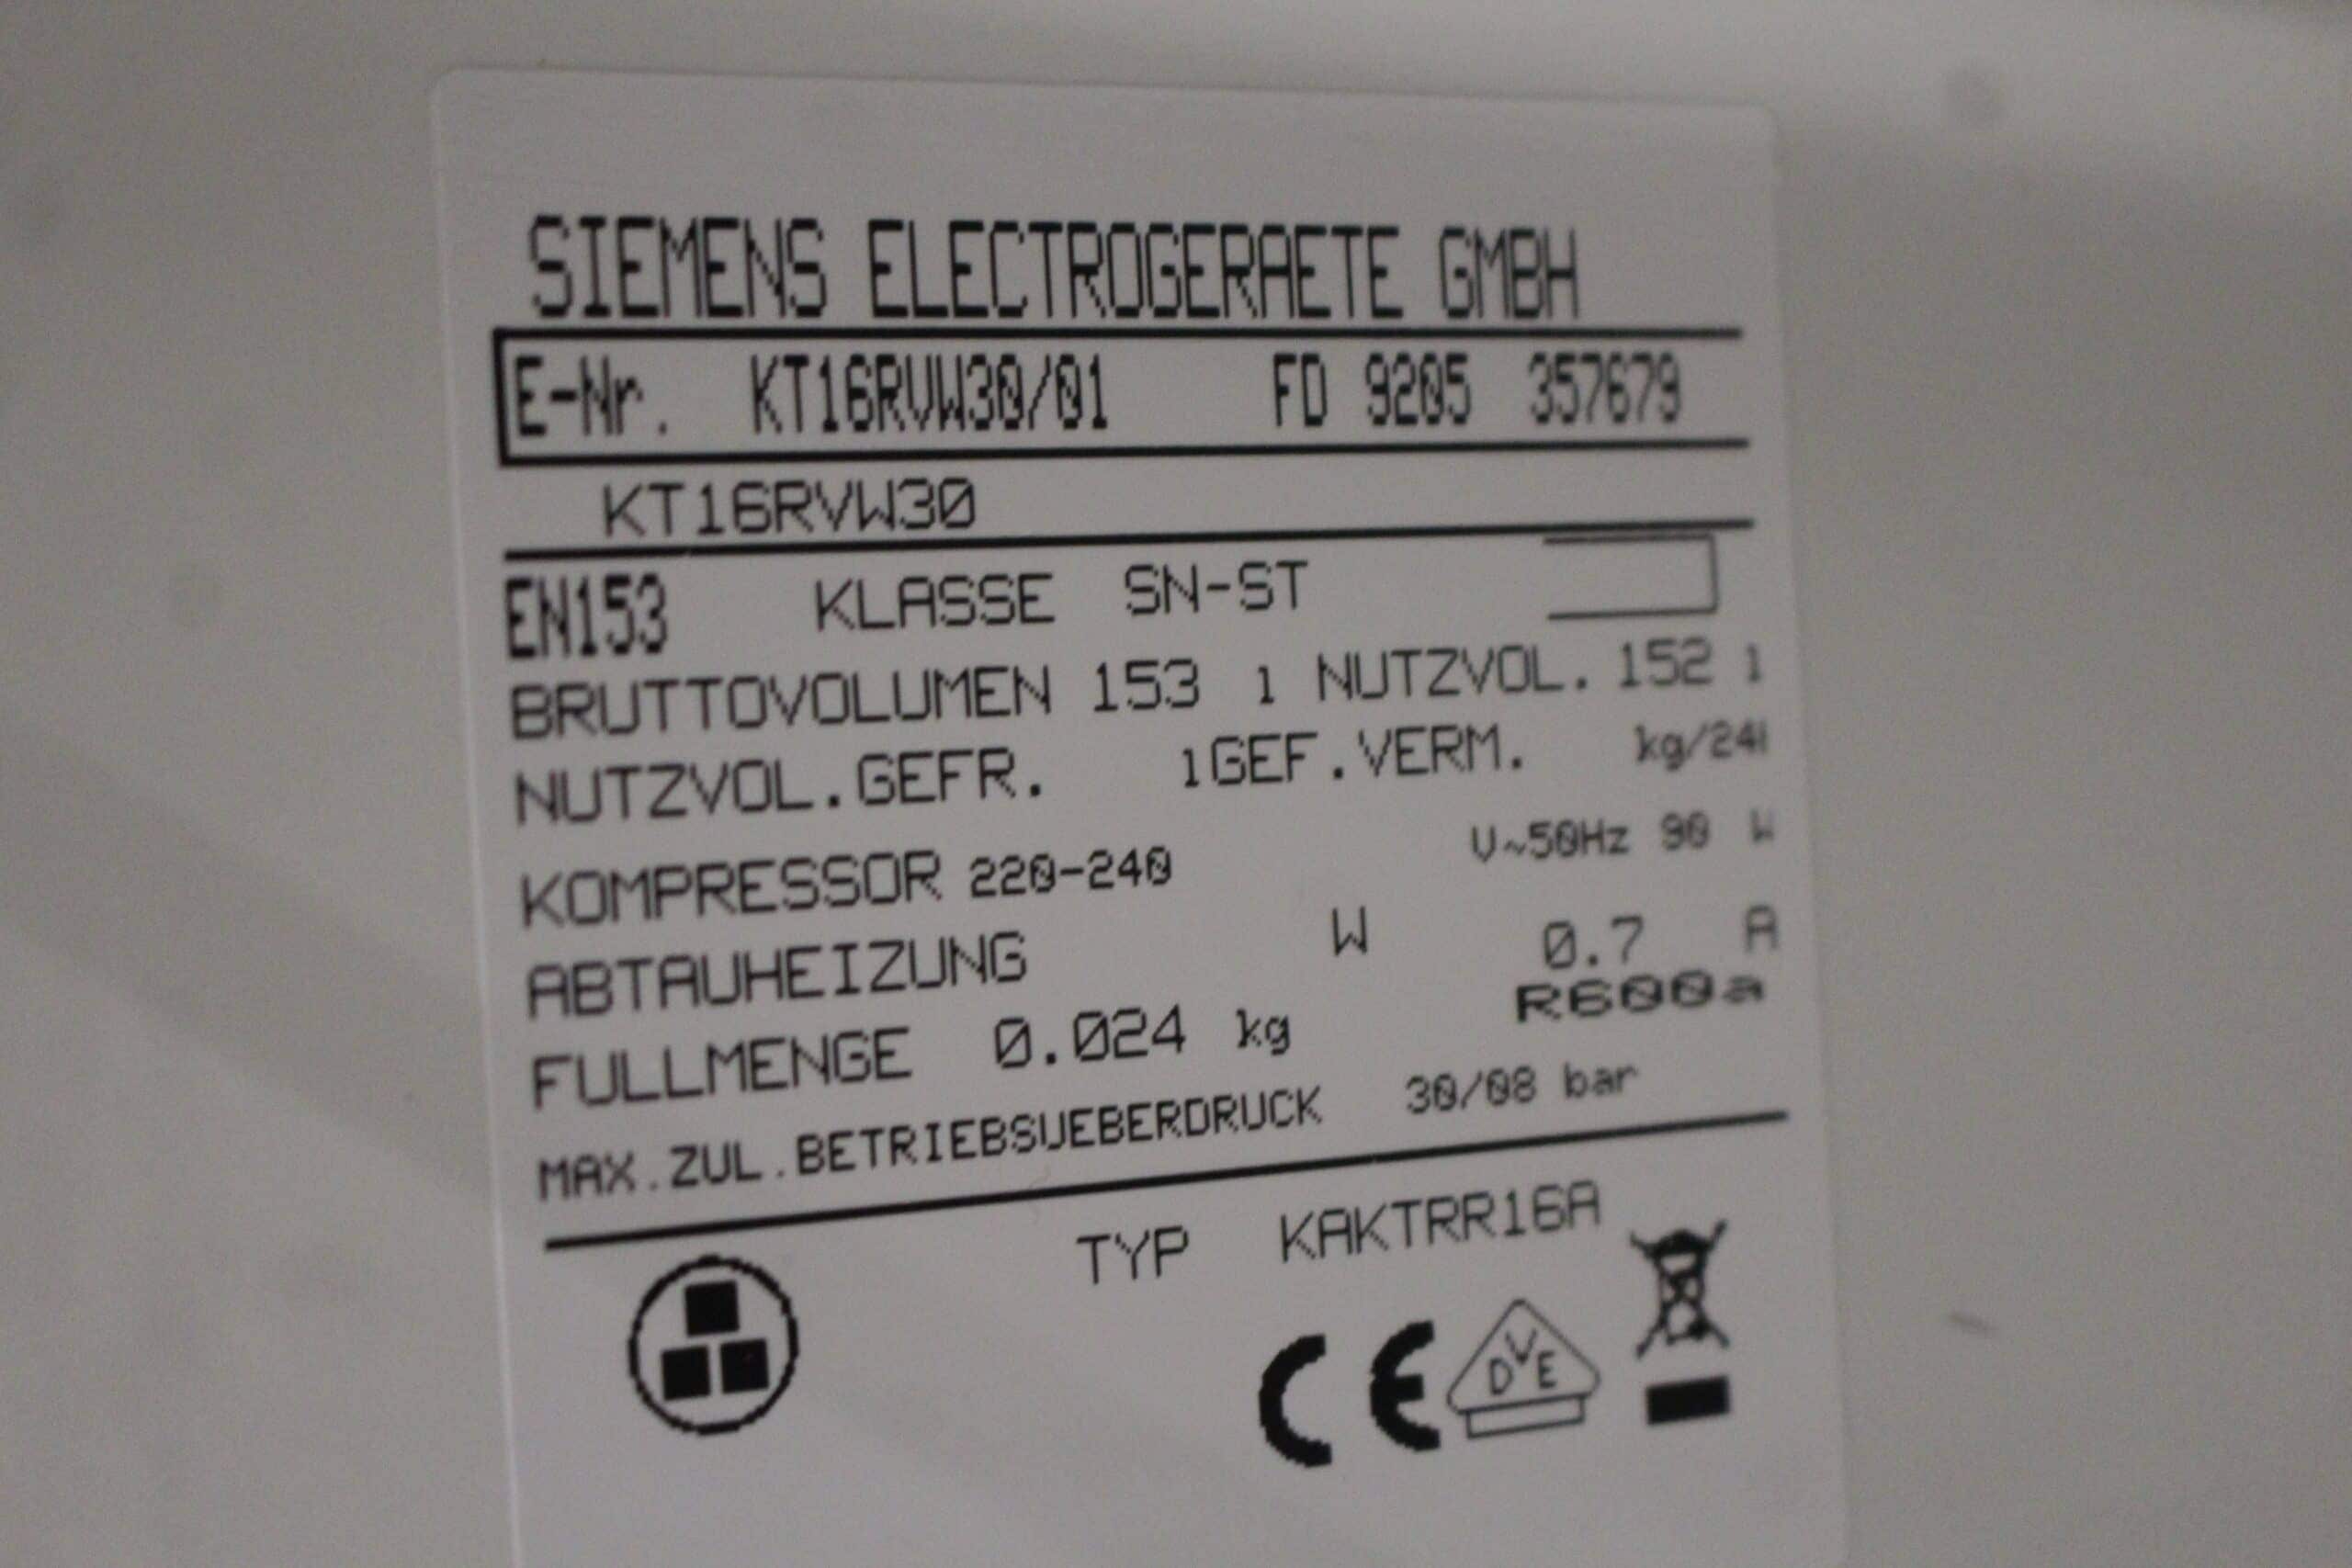 SIEMENS ELECTROGERAETE GMBH
E-Nr. KT16RVW30/01 FD 9205 357679
KT16RVW30
EN153 KLASSE SN-ST
BRUTTOVOLUMEN 153 l NUTZVOL. 152 l
NUTZVOL.GEFR. l GEF.VERM. kg/24
KOMPRESSOR 220-240 V~50Hz 90 W
ABTAUHEIZUNG W 0.7 A
FULLMENGE 0.024 kg R600a
MAX.ZUL.BETRIEBSUEBERDRUCK 30/08 bar
TYP KAKTRR16A
CE DVE